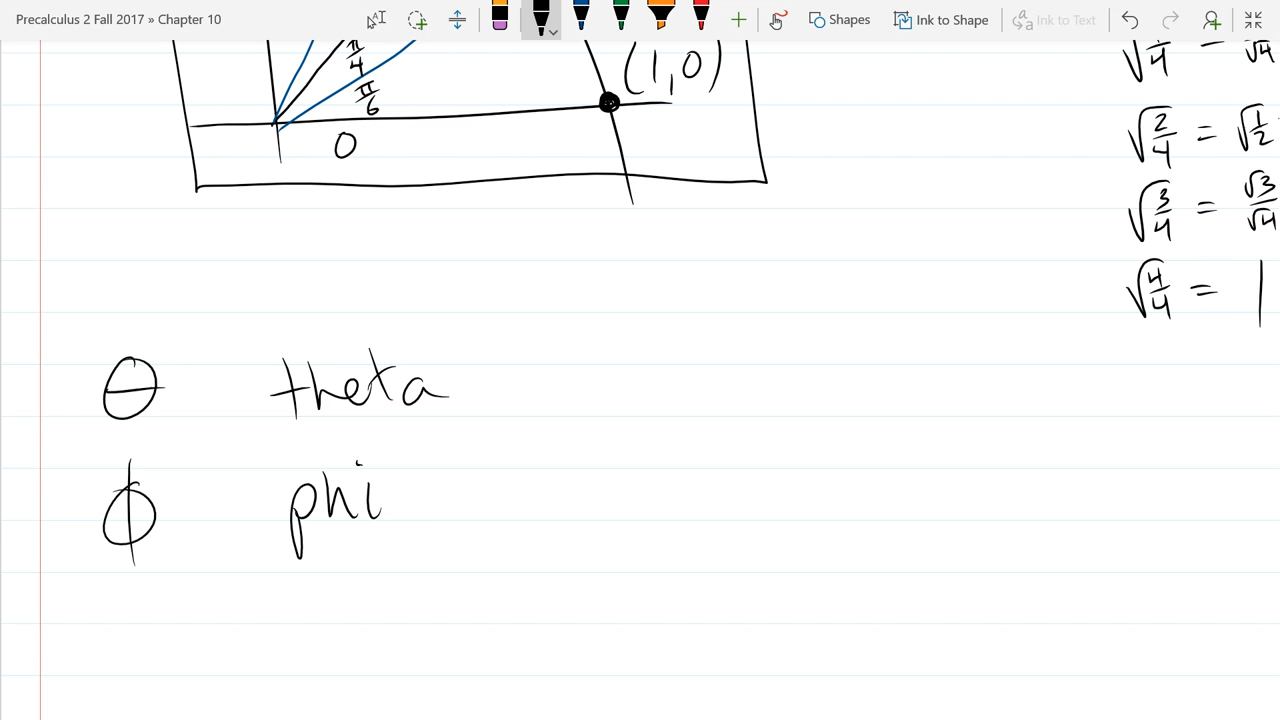 Precalculus 2 Fall 2017 » Chapter 10
Shapes
Ink to Shape
Ink to Text
π/4
(1,0)
π/6
0
√(2/4) = √(1/2)
√(3/4) = √3/√4
√(4/4) = 1
θ theta
ϕ phi